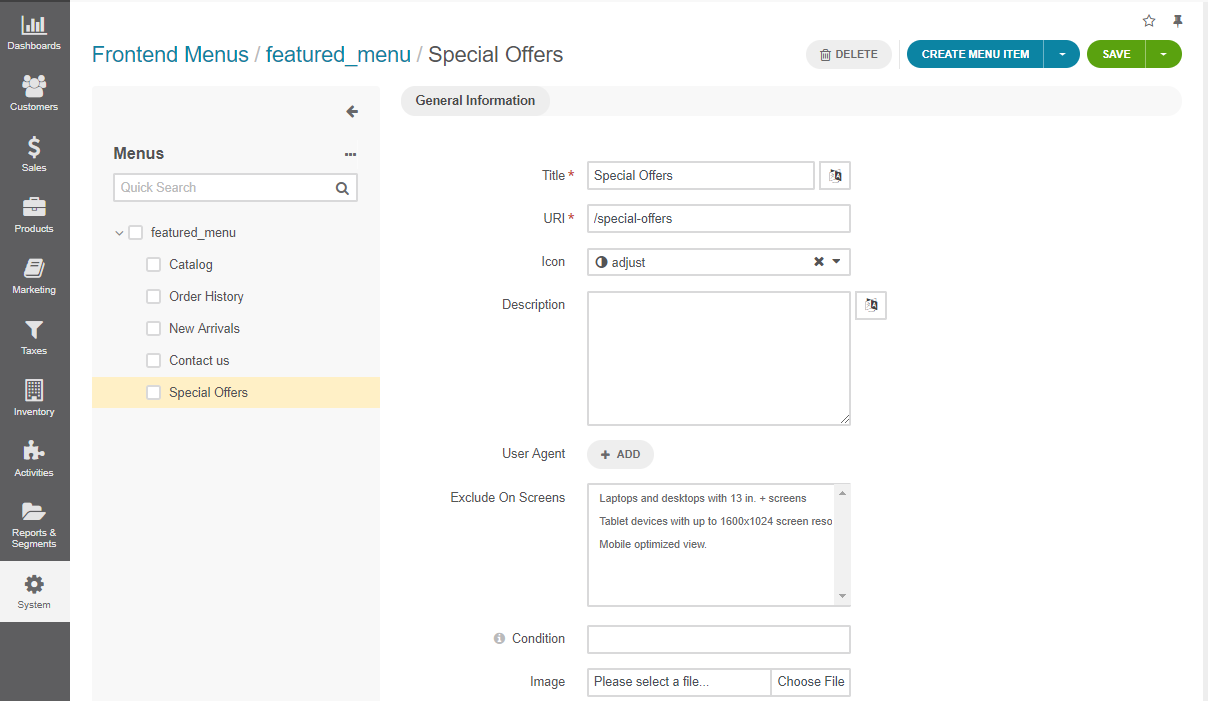 Dashboards
Customers
Sales
Products
Marketing
Taxes
Inventory
Activities
Reports &
Segments
System
Frontend Menus / featured_menu / Special Offers
DELETE
CREATE MENU ITEM
SAVE
Menus
Quick Search
featured_menu
Catalog
Order History
New Arrivals
Contact us
Special Offers
General Information
Title *
Special Offers
URI *
/special-offers
Icon
adjust
Description
User Agent
+ ADD
Exclude On Screens
Laptops and desktops with 13 in. + screens
Tablet devices with up to 1600x1024 screen reso
Mobile optimized view.
Condition
Image
Please select a file...
Choose File